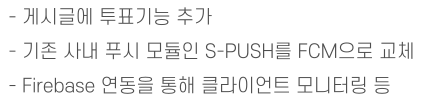 - 게시글에 투표기능 추가
- 기존 사내 푸시 모듈인 S-PUSH를 FCM으로 교체
- Firebase 연동을 통해 클라이언트 모니터링 등